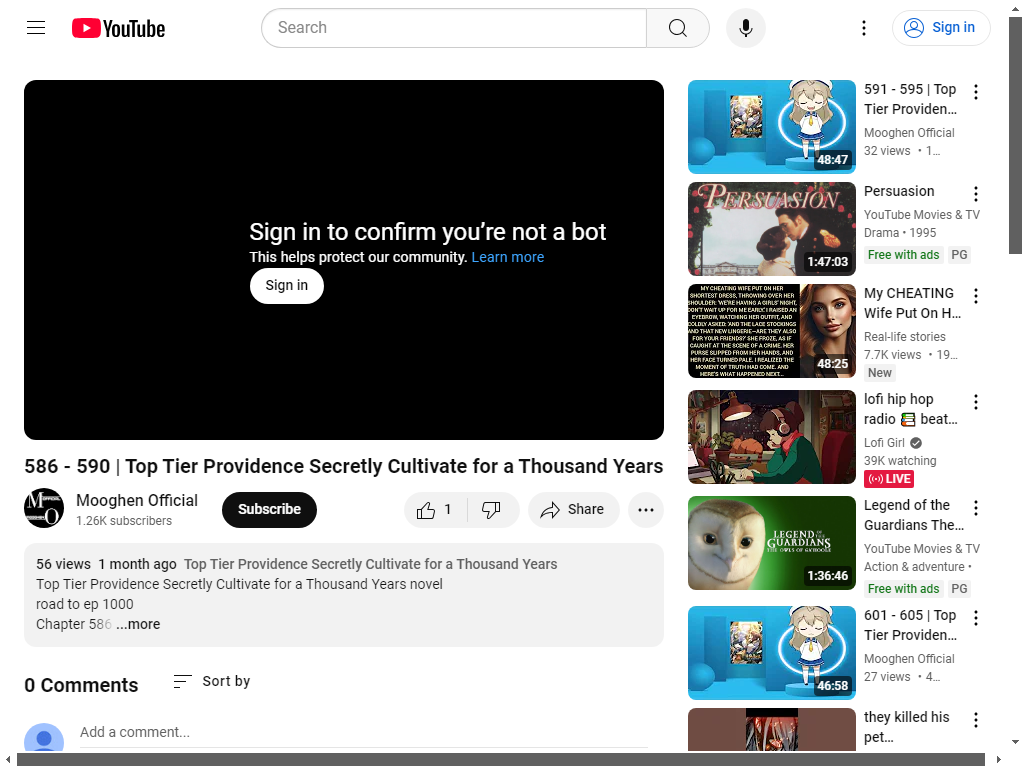 YouTube
Search
Sign in
Sign in to confirm you're not a bot
This helps protect our community. Learn more
Sign in
586 - 590 | Top Tier Providence Secretly Cultivate for a Thousand Years
Mooghen Official
1.26K subscribers
Subscribe
1
Share
56 views 1 month ago Top Tier Providence Secretly Cultivate for a Thousand Years
Top Tier Providence Secretly Cultivate for a Thousand Years novel
road to ep 1000
Chapter 586 ...more
0 Comments
Sort by
Add a comment...
48:47
591 - 595 | Top
Tier Providen...
Mooghen Official
32 views • 1...
PERSUASION
1:47:03
Persuasion
YouTube Movies & TV
Drama • 1995
Free with ads PG
MY CHEATING WIFE PUT ON HER
SHORTEST DRESS, THROWING OVER HER
SHOULDER: 'WE'RE HAVING A GIRLS' NIGHT,
DON'T WAIT UP FOR ME EARLY.' I RAISED AN
EYEBROW, WATCHING HER OUTFIT, AND
COLDLY ASKED: 'AND THE LACE STOCKINGS
AND THAT NEW LINGERIE—ARE THEY ALSO
FOR YOUR FRIENDS?' SHE FROZE, AS IF
CAUGHT AT THE SCENE OF A CRIME. HER
PURSE SLIPPED FROM HER HANDS, AND
HER FACE TURNED PALE. I REALIZED THE
MOMENT OF TRUTH HAD COME. AND
HERE'S WHAT HAPPENED NEXT...
48:25
My CHEATING
Wife Put On H...
Real-life stories
7.7K views • 19...
New
lofi hip hop
radio 📚 beat...
Lofi Girl
39K watching
LIVE
LEGEND OF THE
GUARDIANS
THE OWLS OF GA'HOOLE
1:36:46
Legend of the
Guardians The...
YouTube Movies & TV
Action & adventure •
Free with ads PG
46:58
601 - 605 | Top
Tier Providen...
Mooghen Official
27 views • 4...
they killed his
pet...